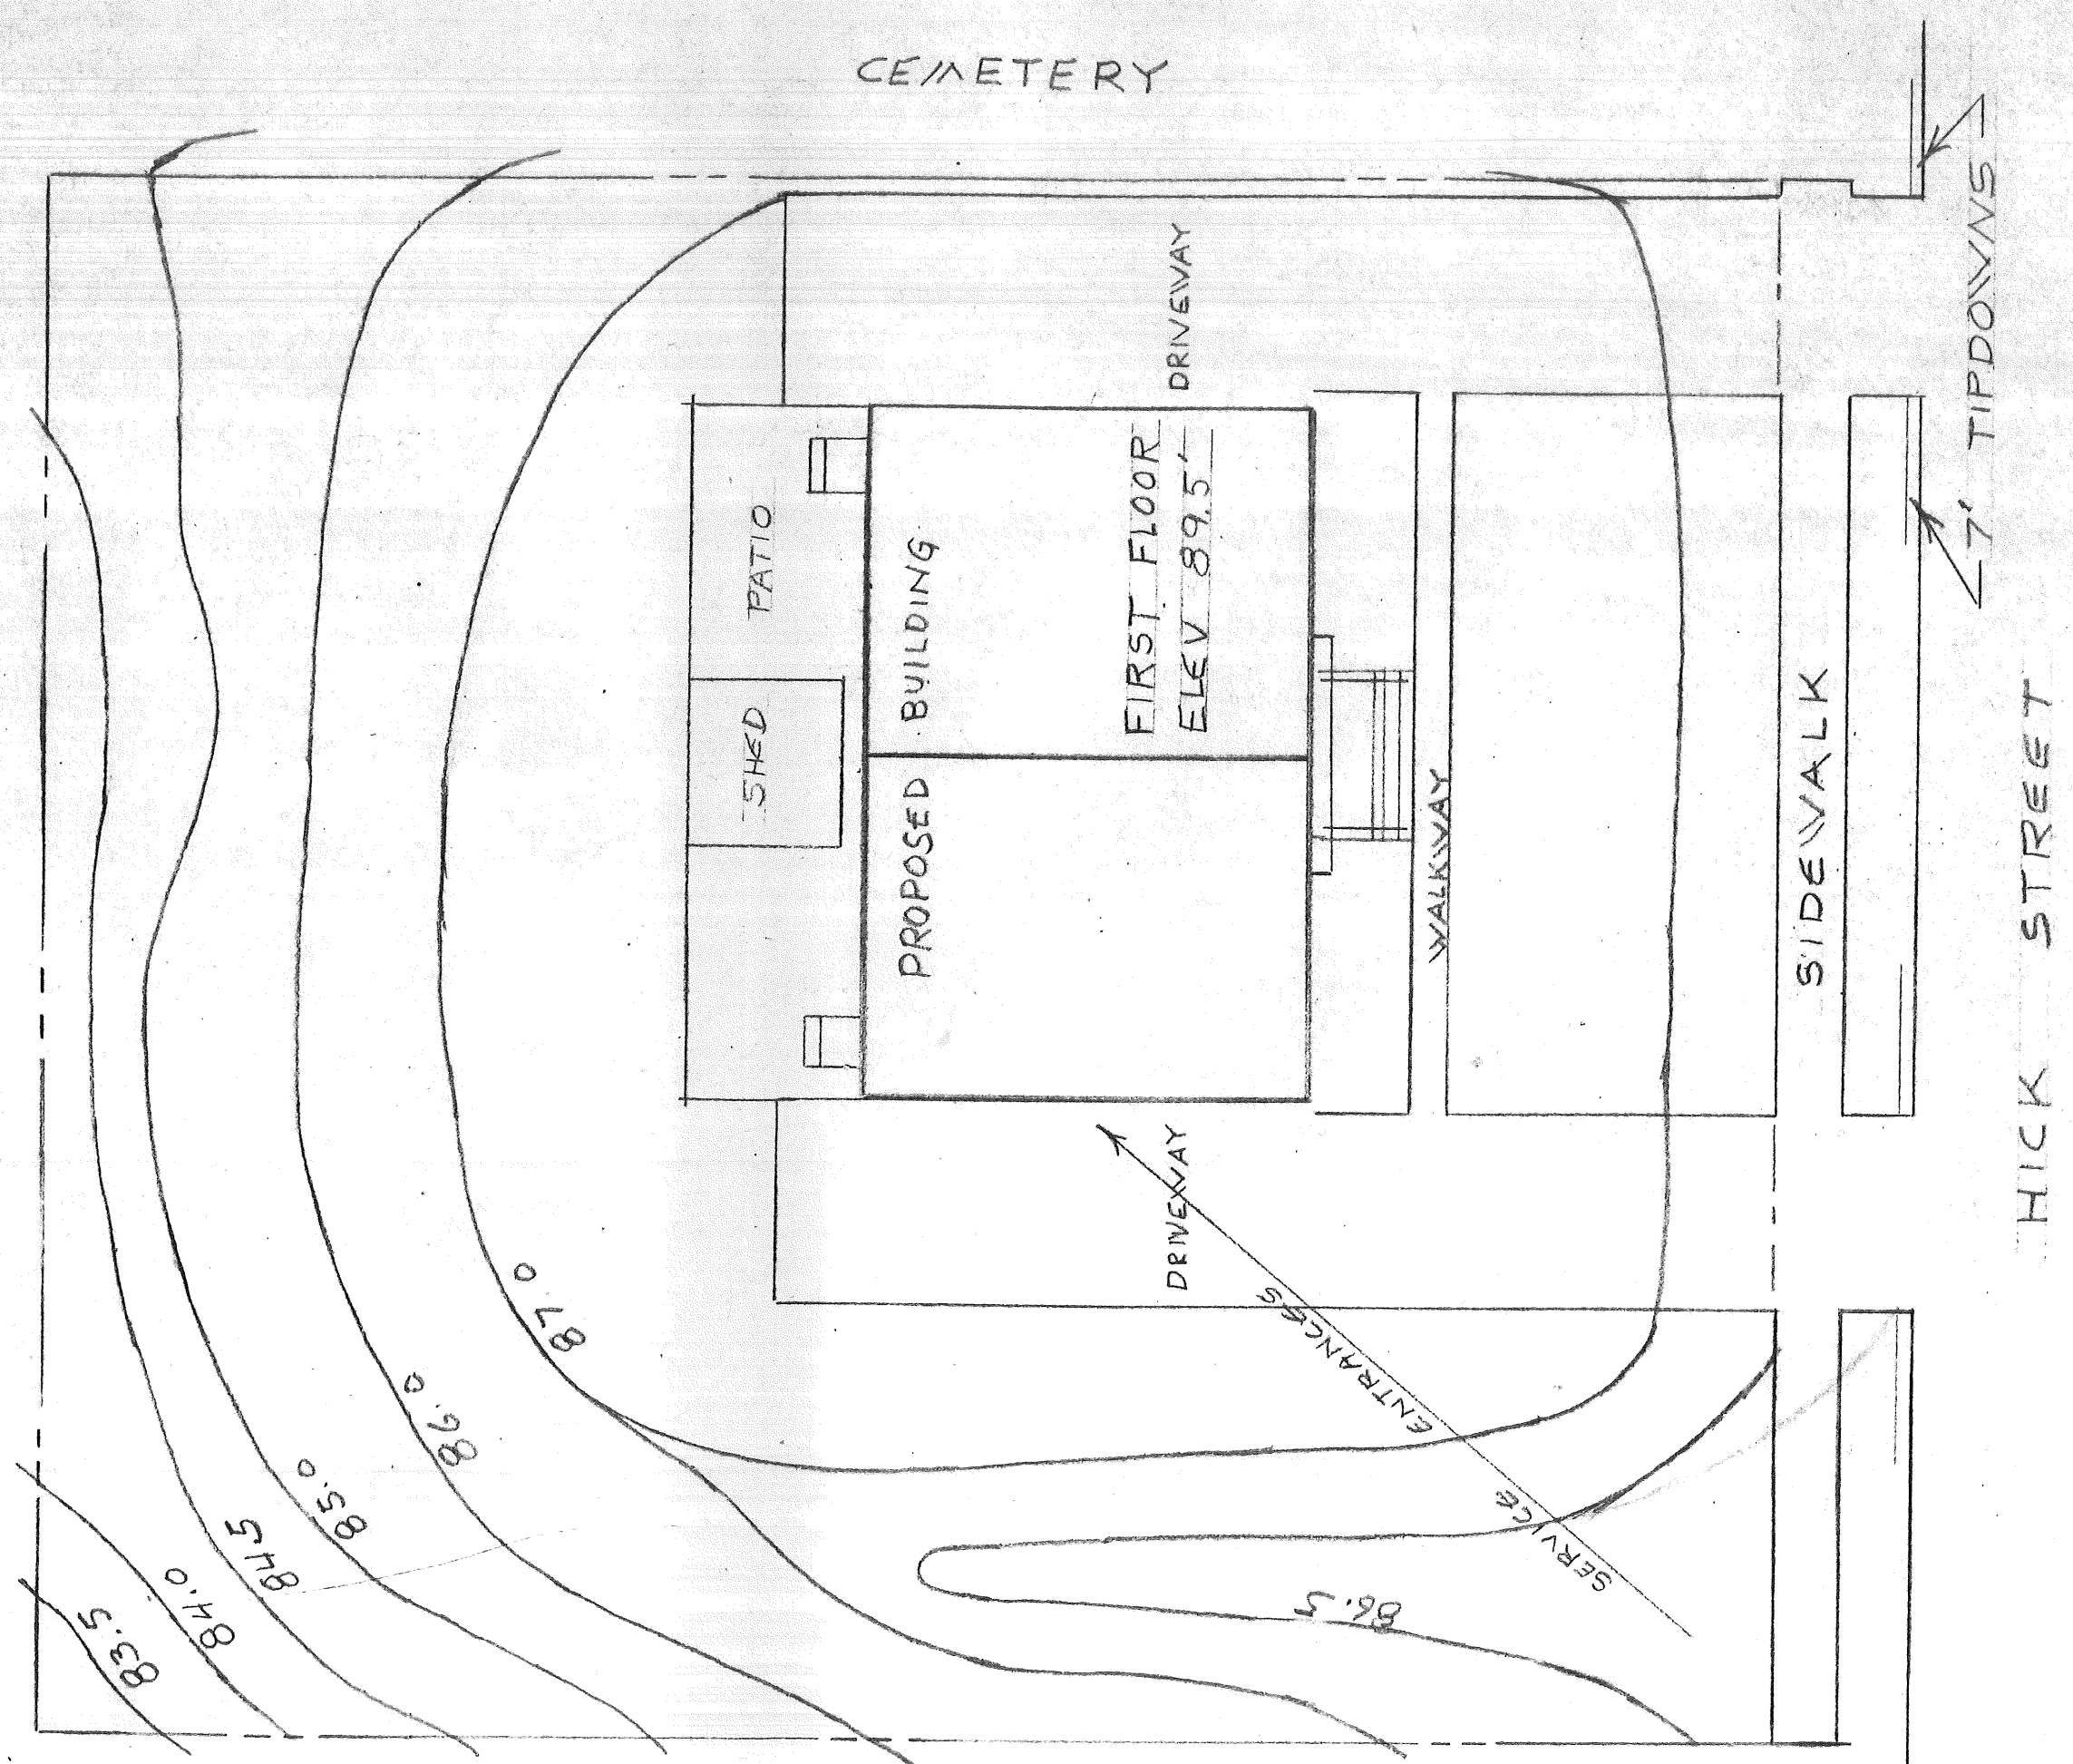 CEMETERY
DRIVEWAY
7' TIPDOWNS
PATIO
SHED
PROPOSED BUILDING
FIRST FLOOR
ELEV 89.5'
WALKWAY
SIDEWALK
HICK STREET
DRIVEWAY
SERVICE ENTRANCES
87.0
86.0
85.0
84.5
84.0
83.5
86.5